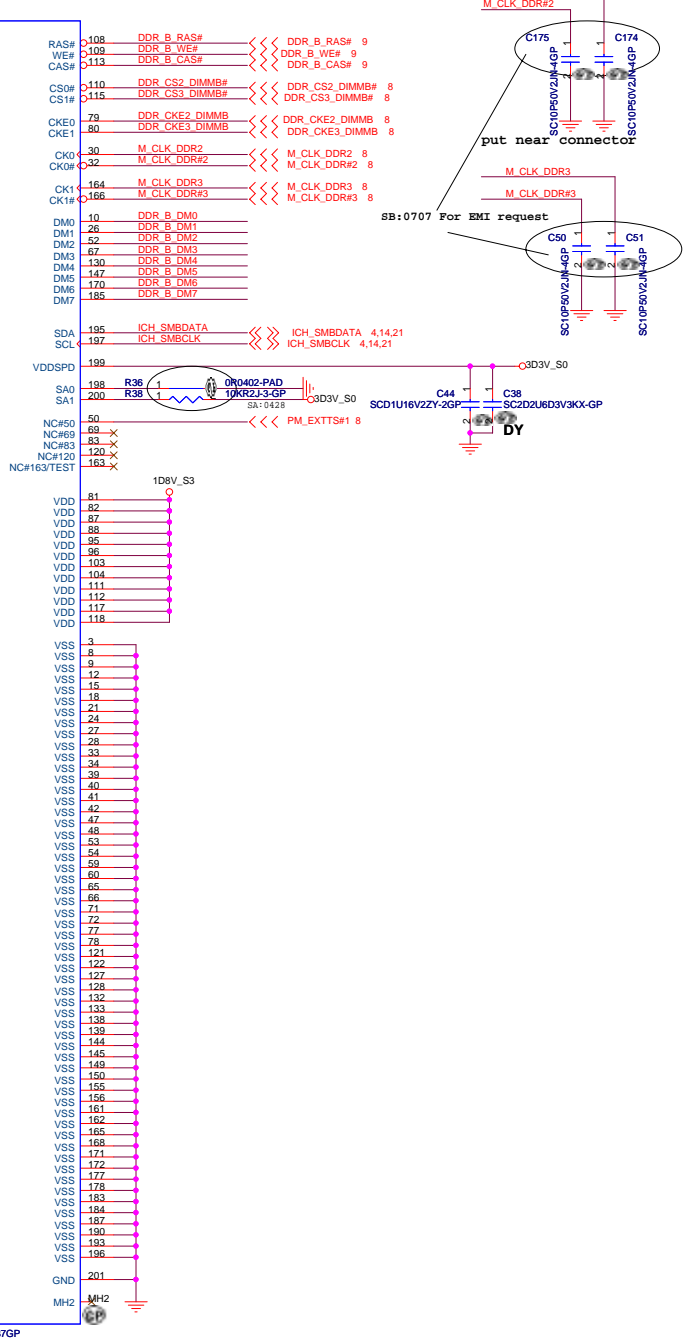 M_CLK_DDR#2
C175
C174
1
1
2
2
SC10P50V2JN-4GP
SC10P50V2JN-4GP
put near connector
RAS# 108 DDR_B_RAS# DDR_B_RAS# 9
WE# 109 DDR_B_WE# DDR_B_WE# 9
CAS# 113 DDR_B_CAS# DDR_B_CAS# 9
CS0# 110 DDR_CS2_DIMMB# DDR_CS2_DIMMB# 8
CS1# 115 DDR_CS3_DIMMB# DDR_CS3_DIMMB# 8
CKE0 79 DDR_CKE2_DIMMB DDR_CKE2_DIMMB 8
CKE1 80 DDR_CKE3_DIMMB DDR_CKE3_DIMMB 8
CK0 30 M_CLK_DDR2 M_CLK_DDR2 8
CK0# 32 M_CLK_DDR#2 M_CLK_DDR#2 8
CK1 164 M_CLK_DDR3 M_CLK_DDR3 8
CK1# 166 M_CLK_DDR#3 M_CLK_DDR#3 8
M_CLK_DDR3
M_CLK_DDR#3
SB:0707 For EMI request
C50
C51
1
1
2
2
SC10P50V2JN-4GP
SC10P50V2JN-4GP
DM0 10 DDR_B_DM0
DM1 26 DDR_B_DM1
DM2 52 DDR_B_DM2
DM3 67 DDR_B_DM3
DM4 130 DDR_B_DM4
DM5 147 DDR_B_DM5
DM6 170 DDR_B_DM6
DM7 185 DDR_B_DM7
SDA 195 ICH_SMBDATA ICH_SMBDATA 4,14,21
SCL 197 ICH_SMBCLK ICH_SMBCLK 4,14,21
VDDSPD 199 3D3V_S0
SA0 198 R36 1 0R0402-PAD
SA1 200 R38 1 10KR2J-3-GP 3D3V_S0
SA:0428
C44
SCD1U16V2ZY-2GP
1
2
C38
SC2D2U6D3V3KX-GP
1
2
DY
NC#50 50 PM_EXTTS#1 8
NC#69 69
NC#83 83
NC#120 120
NC#163/TEST 163
1D8V_S3
VDD 81
VDD 82
VDD 87
VDD 88
VDD 95
VDD 96
VDD 103
VDD 104
VDD 111
VDD 112
VDD 117
VDD 118
VSS 3
VSS 8
VSS 9
VSS 12
VSS 15
VSS 18
VSS 21
VSS 24
VSS 27
VSS 28
VSS 33
VSS 34
VSS 39
VSS 40
VSS 41
VSS 42
VSS 47
VSS 48
VSS 53
VSS 54
VSS 59
VSS 60
VSS 65
VSS 66
VSS 71
VSS 72
VSS 77
VSS 78
VSS 121
VSS 122
VSS 127
VSS 128
VSS 132
VSS 133
VSS 138
VSS 139
VSS 144
VSS 145
VSS 149
VSS 150
VSS 155
VSS 156
VSS 161
VSS 162
VSS 165
VSS 168
VSS 171
VSS 172
VSS 177
VSS 178
VSS 183
VSS 184
VSS 187
VSS 190
VSS 193
VSS 196
GND 201
MH2 MH2
GP
7GP